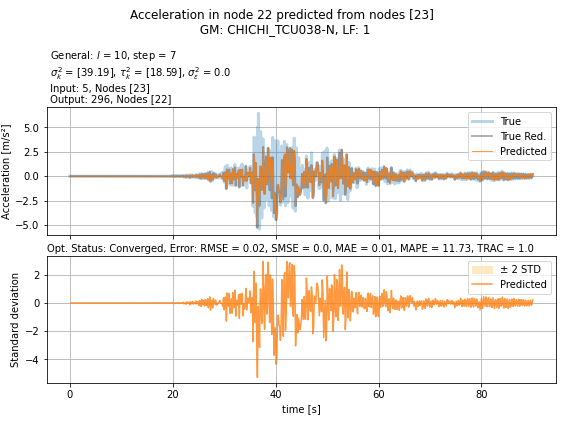 Acceleration in node 22 predicted from nodes [23]
GM: CHICHI_TCU038-N, LF: 1
General: l = 10, step = 7
σ²ₖ = [39.19], τ²ₖ = [18.59], σ²ε = 0.0
Input: 5, Nodes [23]
Output: 296, Nodes [22]
Acceleration [m/s²]
5.0
2.5
0.0
−2.5
−5.0
True
True Red.
Predicted
Opt. Status: Converged, Error: RMSE = 0.02, SMSE = 0.0, MAE = 0.01, MAPE = 11.73, TRAC = 1.0
Standard deviation
2
0
−2
−4
± 2 STD
Predicted
0
20
40
60
80
time [s]